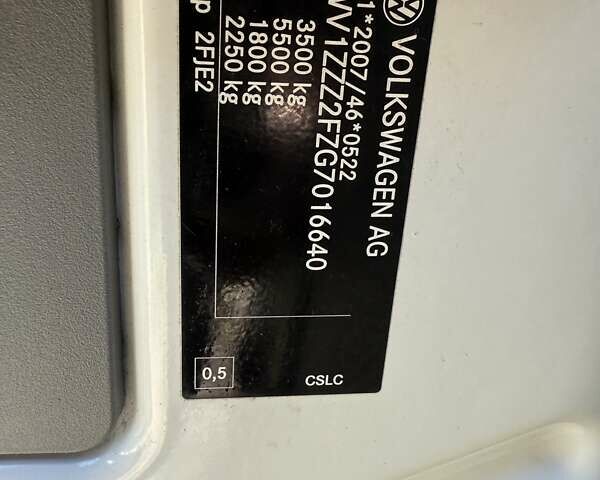 VOLKSWAGEN AG
1*2007/46*0522
WV1ZZZ2FZG7016640
3500 kg
5500 kg
1800 kg
2250 kg
2FJE2
0,5
CSLC